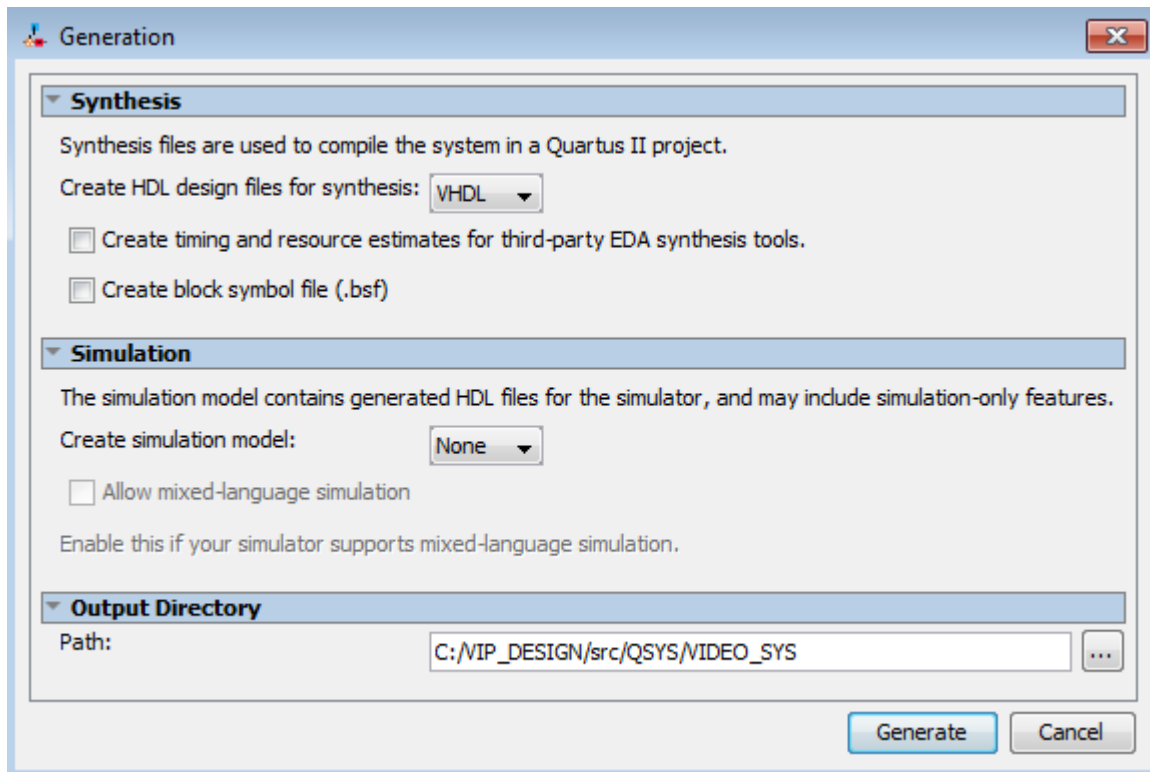 Generation
Synthesis
Synthesis files are used to compile the system in a Quartus II project.
Create HDL design files for synthesis: VHDL
Create timing and resource estimates for third-party EDA synthesis tools.
Create block symbol file (.bsf)
Simulation
The simulation model contains generated HDL files for the simulator, and may include simulation-only features.
Create simulation model: None
Allow mixed-language simulation
Enable this if your simulator supports mixed-language simulation.
Output Directory
Path: C:/VIP_DESIGN/src/QSYS/VIDEO_SYS ...
Generate Cancel